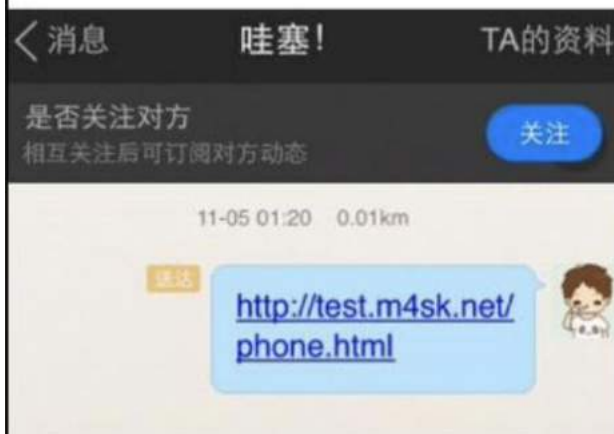 消息
哇塞!
TA的资料
是否关注对方
关注
相互关注后可订阅对方动态
11-05 01:20 0.01km
送达
http://test.m4sk.net/
phone.html